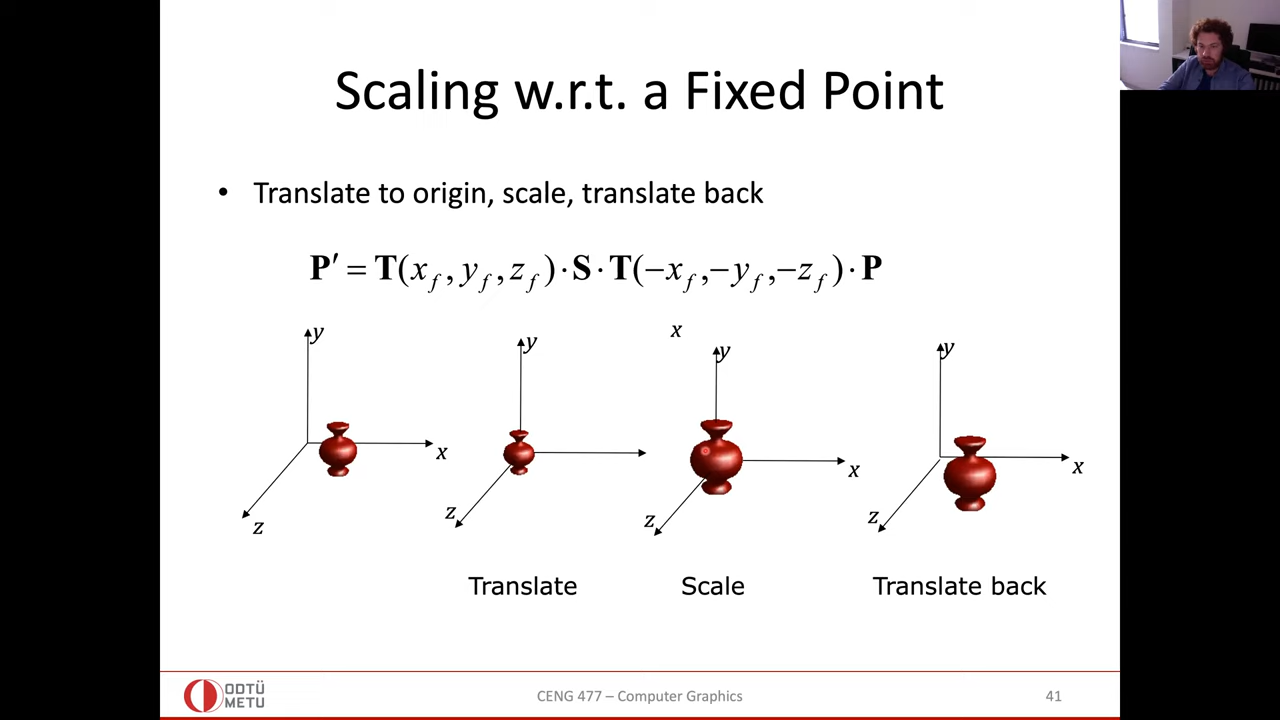 Scaling w.r.t. a Fixed Point
• Translate to origin, scale, translate back
P′ = T(x_f, y_f, z_f) · S · T(−x_f, −y_f, −z_f) · P
y
x
z
y
z
x
y
x
z
y
x
z
Translate
Scale
Translate back
ODTÜ
METU
CENG 477 – Computer Graphics
41